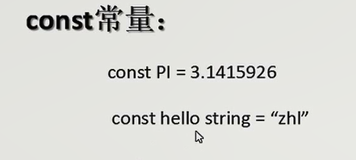 const常量：
const PI = 3.1415926
const hello string = “zhl”